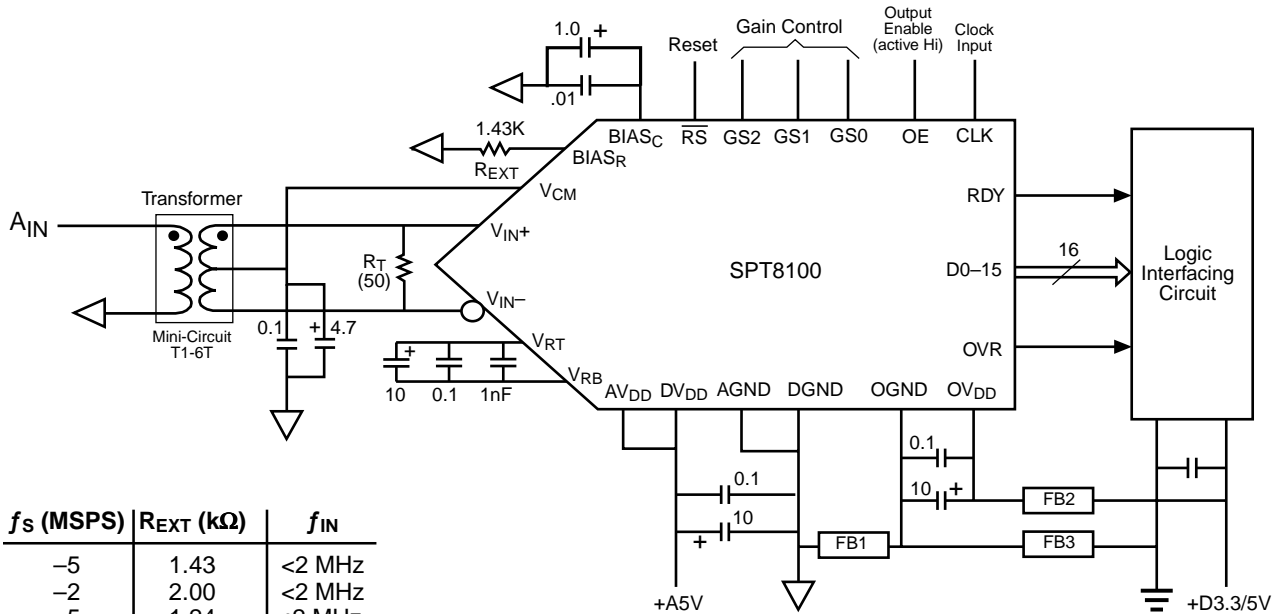 1.0 +
.01
Reset
Gain Control
Output
Enable
(active Hi)
Clock
Input
BIASC
RS
GS2
GS1
GS0
OE
CLK
1.43K
REXT
BIASR
VCM
Transformer
AIN
Mini-Circuit
T1-6T
RT
(50)
VIN+
VIN–
0.1
+ 4.7
VRT
VRB
+
10
0.1
1nF
SPT8100
RDY
16
D0–15
OVR
Logic
Interfacing
Circuit
AVDD
DVDD
AGND
DGND
OGND
OVDD
0.1
10
+
0.1
10 +
FB1
FB2
FB3
+A5V
+D3.3/5V
ƒS (MSPS) REXT (kΩ) ƒIN
–5 1.43 <2 MHz
–2 2.00 <2 MHz